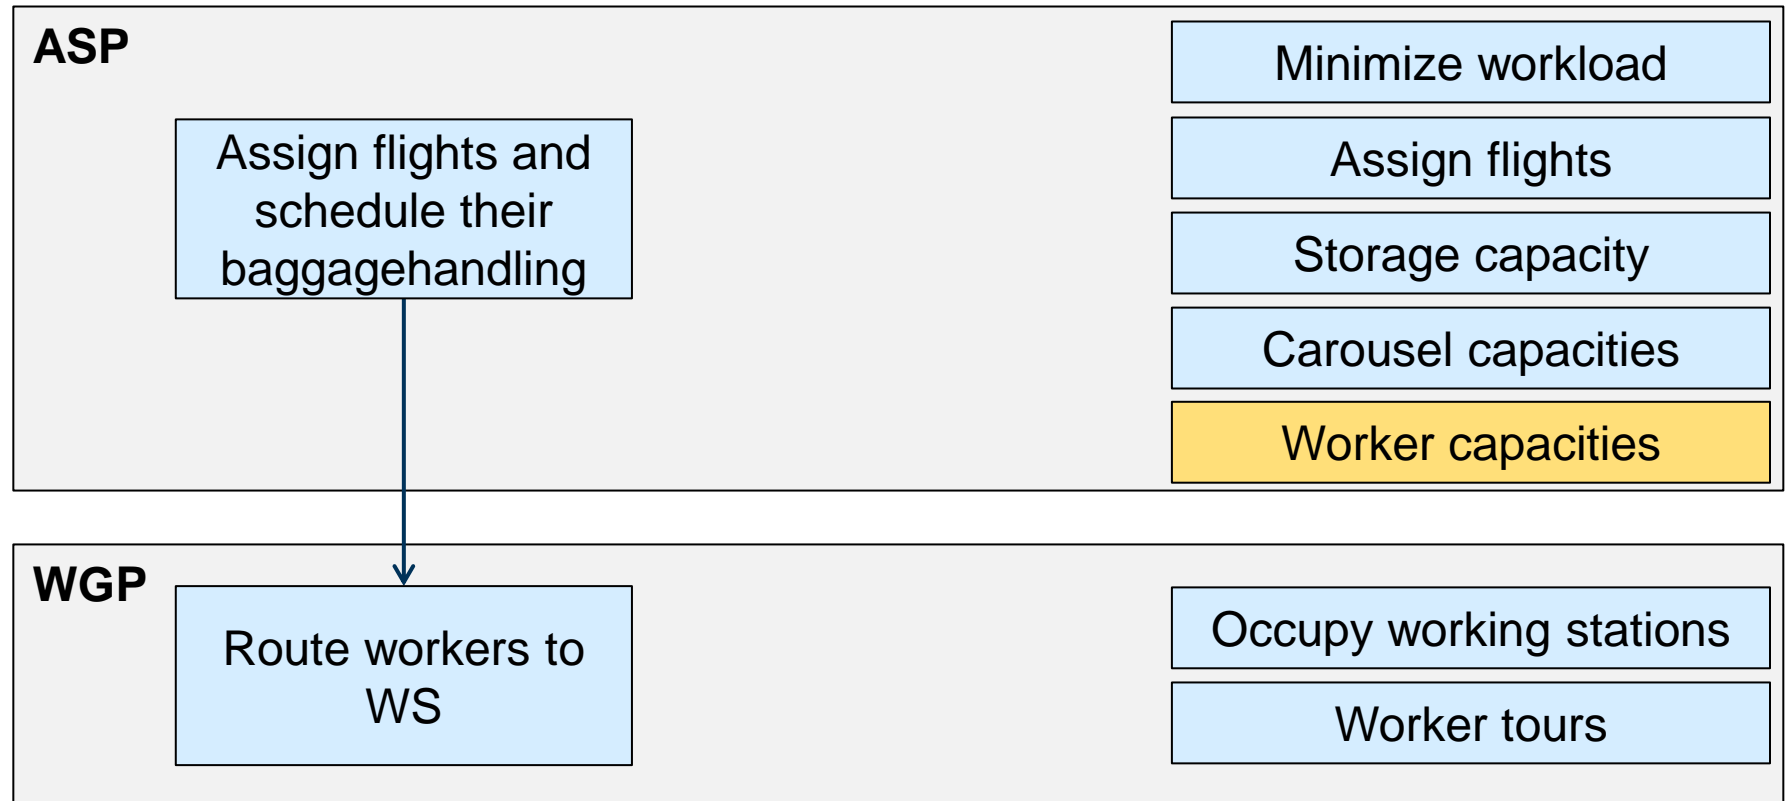 ASP
Assign flights and
schedule their
baggagehandling
Minimize workload
Assign flights
Storage capacity
Carousel capacities
Worker capacities
WGP
Route workers to
WS
Occupy working stations
Worker tours